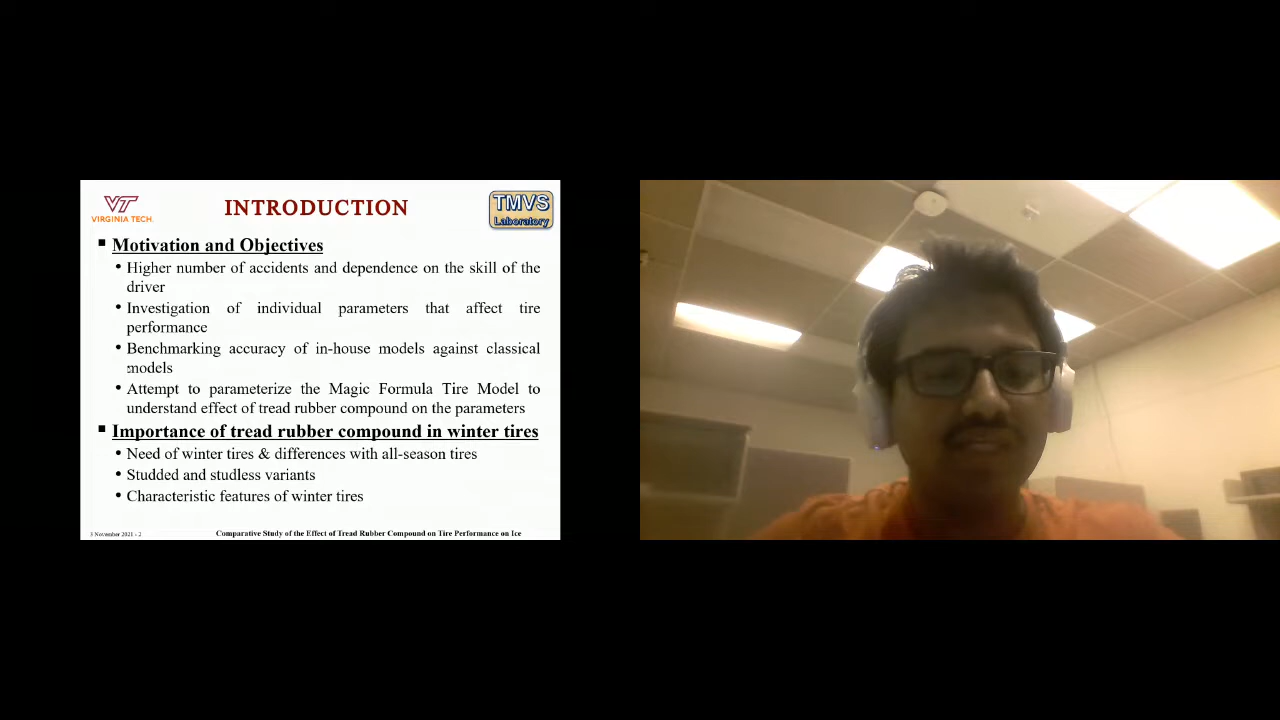 VT
VIRGINIA TECH.
INTRODUCTION
TMVS
Laboratory
▪ Motivation and Objectives
• Higher number of accidents and dependence on the skill of the
driver
• Investigation of individual parameters that affect tire
performance
• Benchmarking accuracy of in-house models against classical
models
• Attempt to parameterize the Magic Formula Tire Model to
understand effect of tread rubber compound on the parameters
▪ Importance of tread rubber compound in winter tires
• Need of winter tires & differences with all-season tires
• Studded and studless variants
• Characteristic features of winter tires
3 November 2021 - 2
Comparative Study of the Effect of Tread Rubber Compound on Tire Performance on Ice